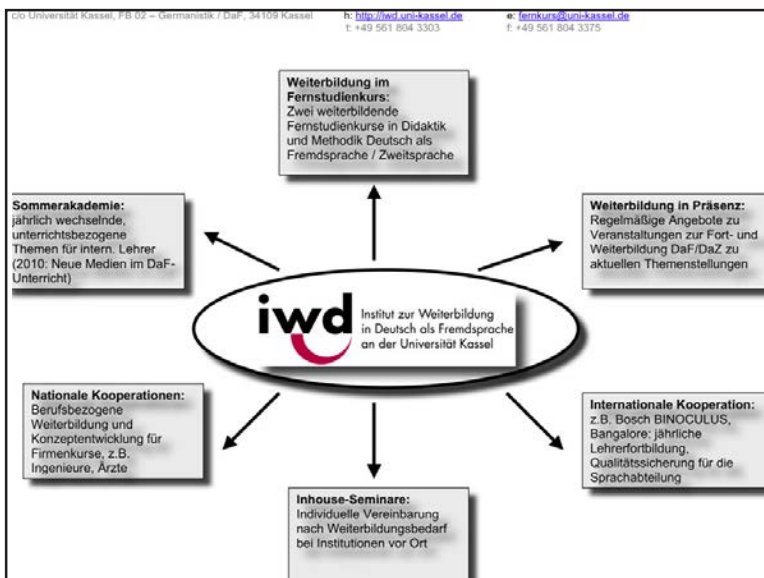 c/o Universität Kassel, FB 02 – Germanistik / DaF, 34109 Kassel
h: http://iwd.uni-kassel.de
e: fernkurs@uni-kassel.de
t: +49 561 804 3303
f: +49 561 804 3375
Weiterbildung im
Fernstudienkurs:
Zwei weiterbildende
Fernstudienkurse in Didaktik
und Methodik Deutsch als
Fremdsprache / Zweitsprache
Sommerakademie:
jährlich wechselnde,
unterrichtsbezogene
Themen für intern. Lehrer
(2010: Neue Medien im DaF-
Unterricht)
Weiterbildung in Präsenz:
Regelmäßige Angebote zu
Veranstaltungen zur Fort- und
Weiterbildung DaF/DaZ zu
aktuellen Themenstellungen
iwd
Institut zur Weiterbildung
in Deutsch als Fremdsprache
an der Universität Kassel
Nationale Kooperationen:
Berufsbezogene
Weiterbildung und
Konzeptentwicklung für
Firmenkurse, z.B.
Ingenieure, Ärzte
Internationale Kooperation:
z.B. Bosch BINOCULUS,
Bangalore: jährliche
Lehrerfortbildung,
Qualitätssicherung für die
Sprachabteilung
Inhouse-Seminare:
Individuelle Vereinbarung
nach Weiterbildungsbedarf
bei Institutionen vor Ort